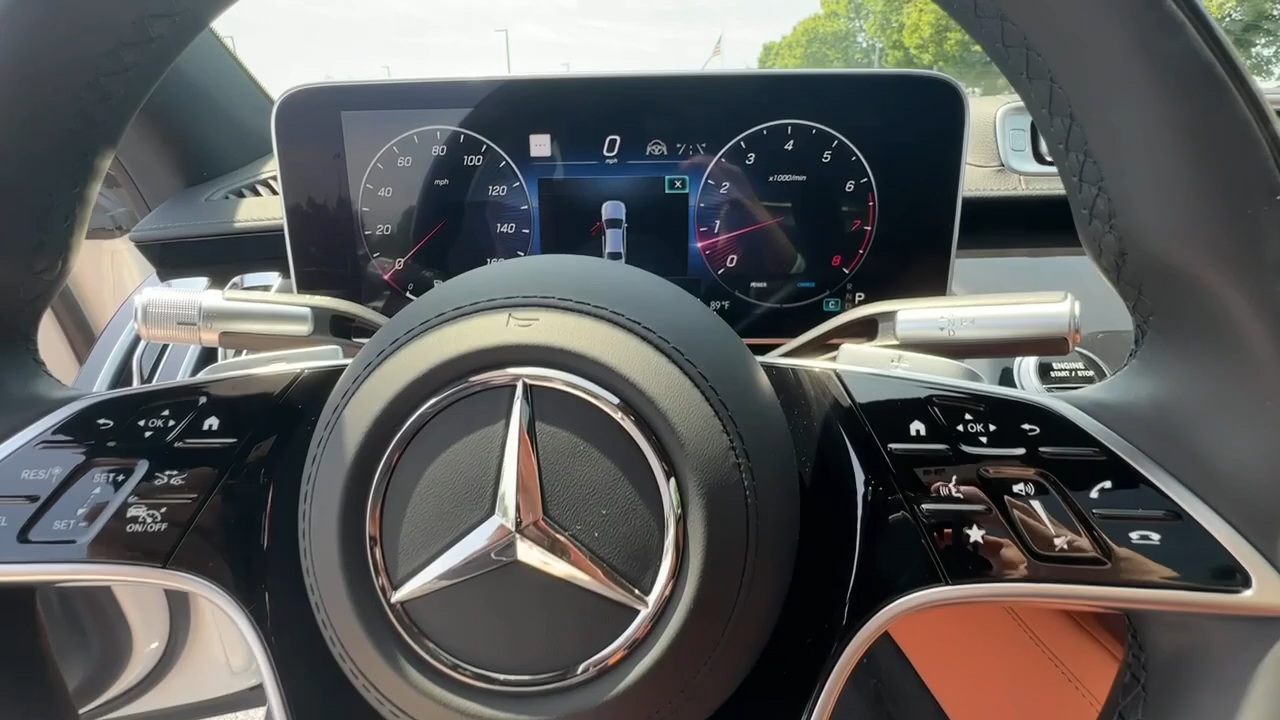 20
40
60
80
100
120
140
160
0
mph
0
mph
X
0
1
2
3
4
5
6
7
8
x1000/min
POWER
CHARGE
89°F
C
R
N
D
P
N
P
D
ENGINE
START / STOP
OK
RES/
SET+
SET-
ON/OFF
OK